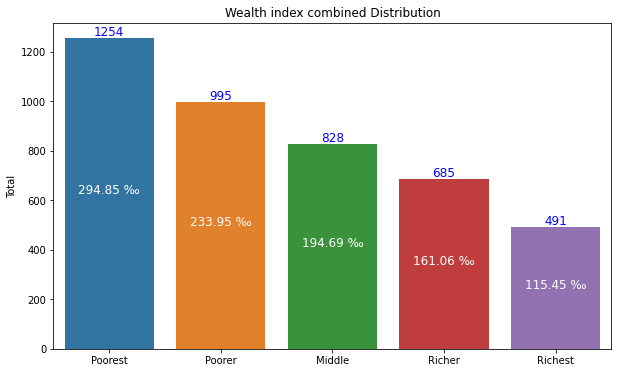 Wealth index combined Distribution
Total
1200
1000
800
600
400
200
0
1254
995
828
685
491
294.85 ‰
233.95 ‰
194.69 ‰
161.06 ‰
115.45 ‰
Poorest
Poorer
Middle
Richer
Richest